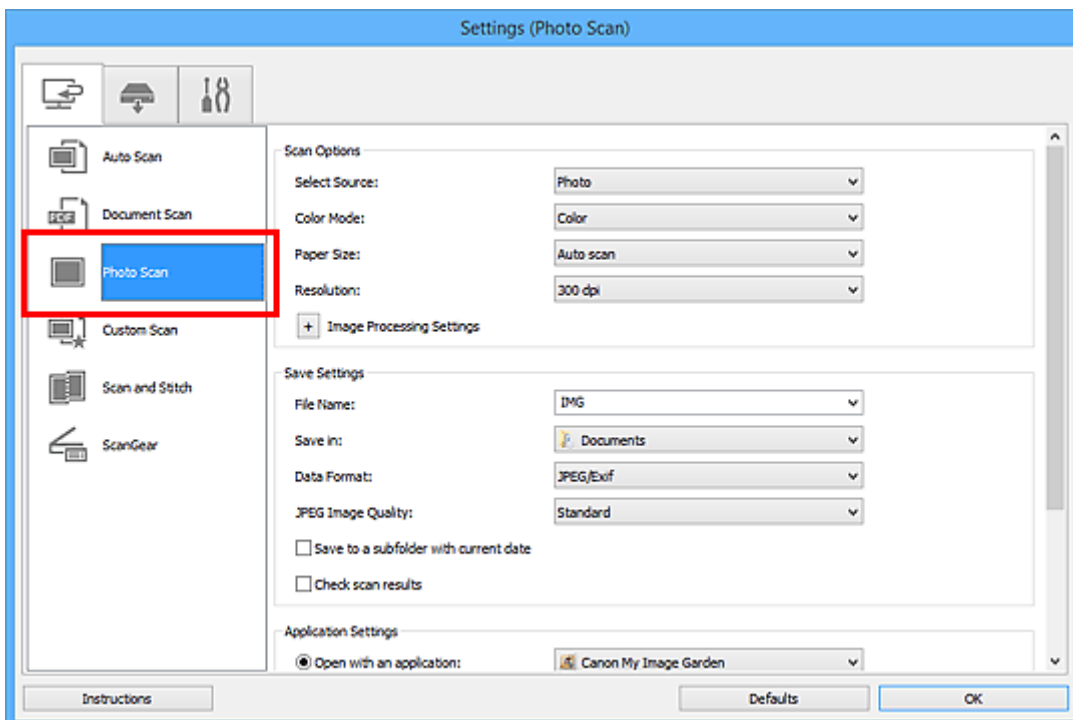 Settings (Photo Scan)
Auto Scan
PDF
Document Scan
Photo Scan
Custom Scan
Scan and Stitch
ScanGear
Scan Options
Select Source: Photo
Color Mode: Color
Paper Size: Auto scan
Resolution: 300 dpi
+ Image Processing Settings
Save Settings
File Name: IMG
Save in: Documents
Data Format: JPEG/Exif
JPEG Image Quality: Standard
Save to a subfolder with current date
Check scan results
Application Settings
Open with an application: Canon My Image Garden
Instructions Defaults OK